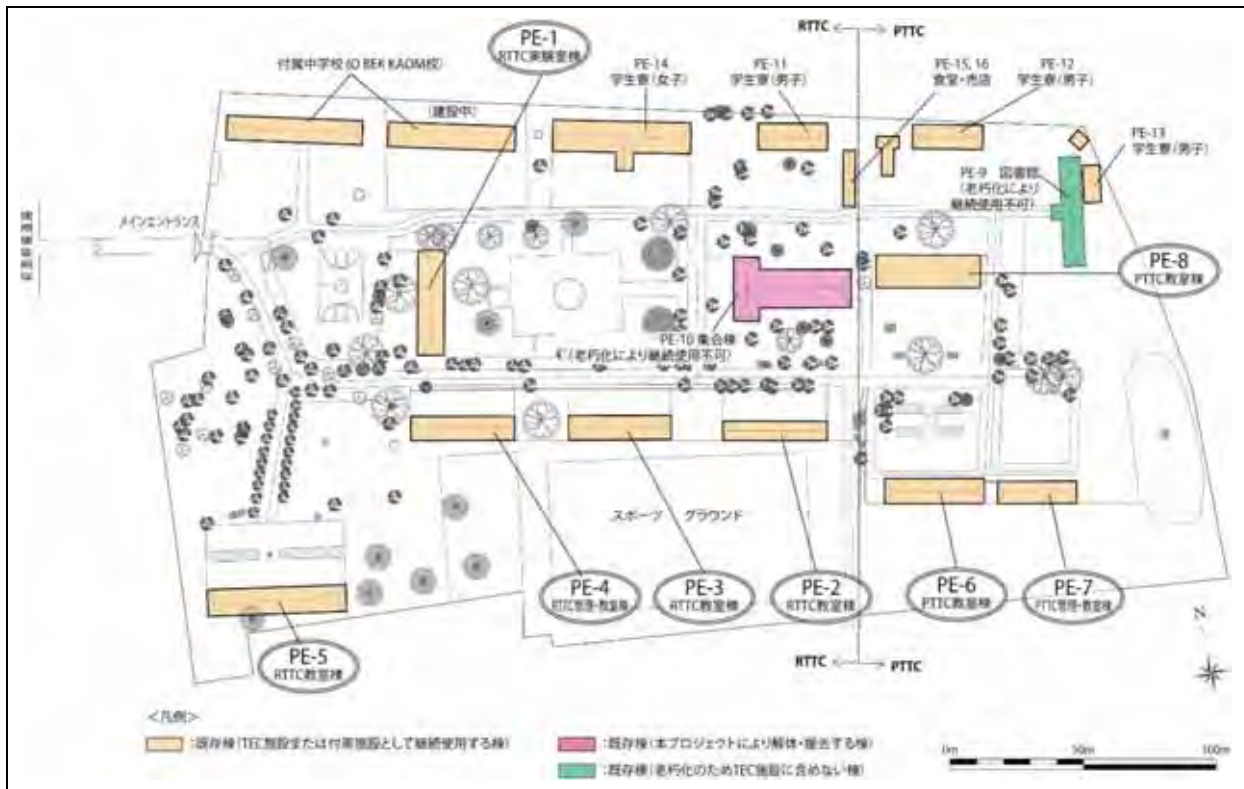 RTTC PTTC
PE-1
RTTC実験室棟
付属中学校(O BEK KAOM校)
(建設中)
PE-14
学生寮(女子)
PE-11
学生寮(男子)
PE-15, 16
食堂・売店
PE-12
学生寮(男子)
PE-13
学生寮(男子)
PE-9 図書館
(老朽化により
継続使用不可)
メインエントランス
PE-8
PTTC教室棟
PE-10 集合棟
(老朽化により継続使用不可)
スポーツ グラウンド
PE-4
RTTC管理・教室棟
PE-3
RTTC教室棟
PE-2
RTTC教室棟
PE-6
PTTC教室棟
PE-7
PTTC管理・教室棟
PE-5
RTTC教室棟
RTTC PTTC
N
<凡例>
:既存棟(TEC施設または付帯施設として継続使用する棟)
:既存棟(本プロジェクトにより解体・撤去する棟)
:既存棟(老朽化のためTEC施設に含めない棟)
0m 50m 100m